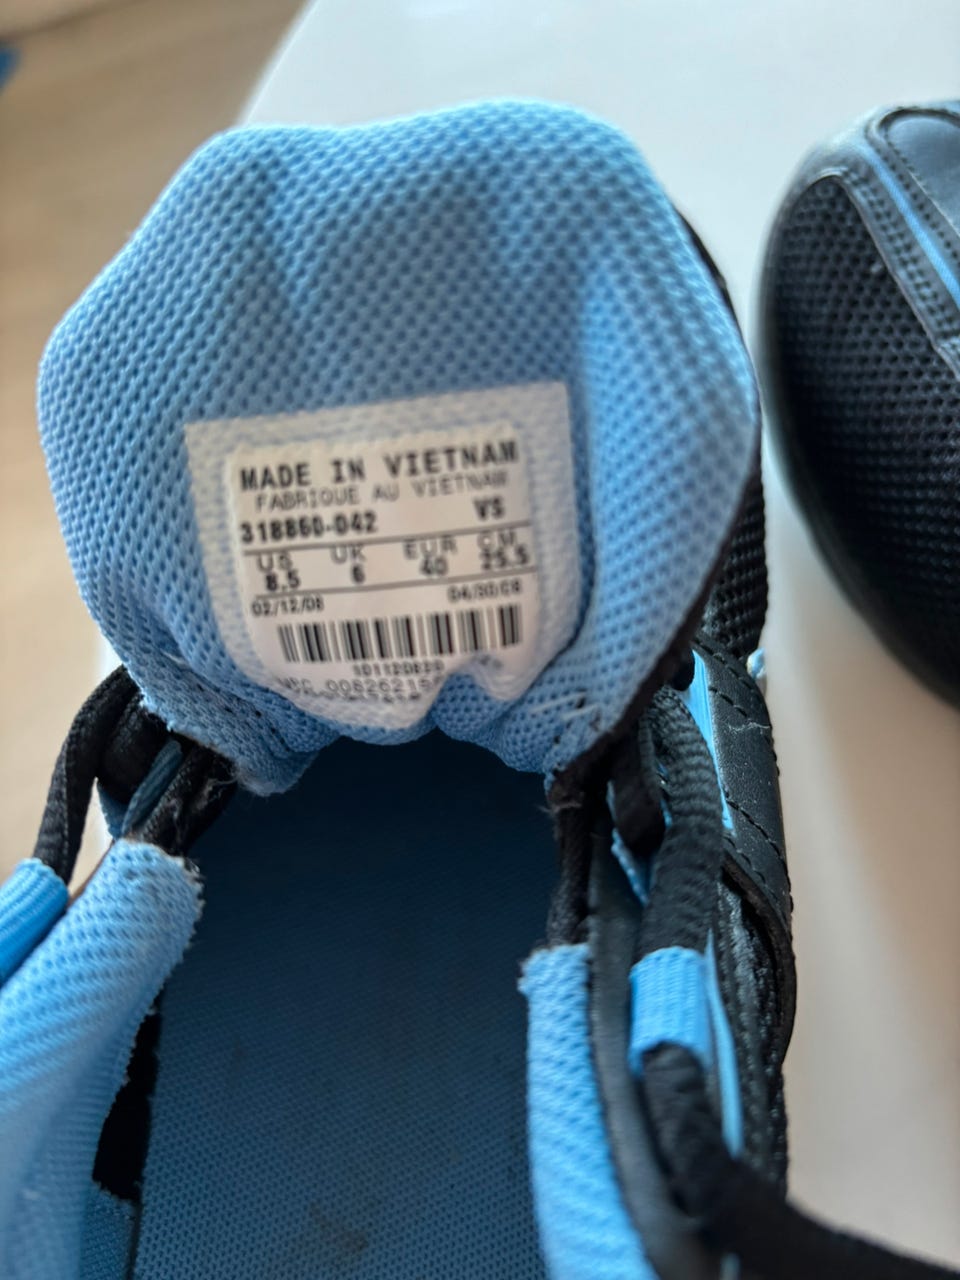 MADE IN VIETNAM
FABRIQUE AU VIETNAM
318860-042 VS
US UK EUR CM
8.5 6 40 25.5
02/12/08 04/30/08